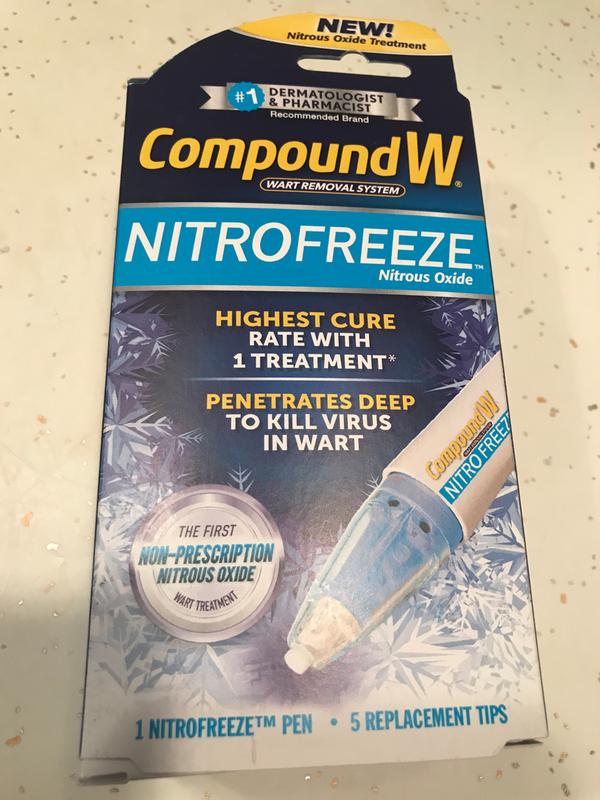 NEW!
Nitrous Oxide Treatment
#1 DERMATOLOGIST
& PHARMACIST
Recommended Brand
Compound W®
WART REMOVAL SYSTEM
NITROFREEZE™
Nitrous Oxide
HIGHEST CURE
RATE WITH
1 TREATMENT*
PENETRATES DEEP
TO KILL VIRUS
IN WART
Compound W
NITRO FREEZ
THE FIRST
NON-PRESCRIPTION
NITROUS OXIDE
WART TREATMENT
1 NITROFREEZE™ PEN • 5 REPLACEMENT TIPS